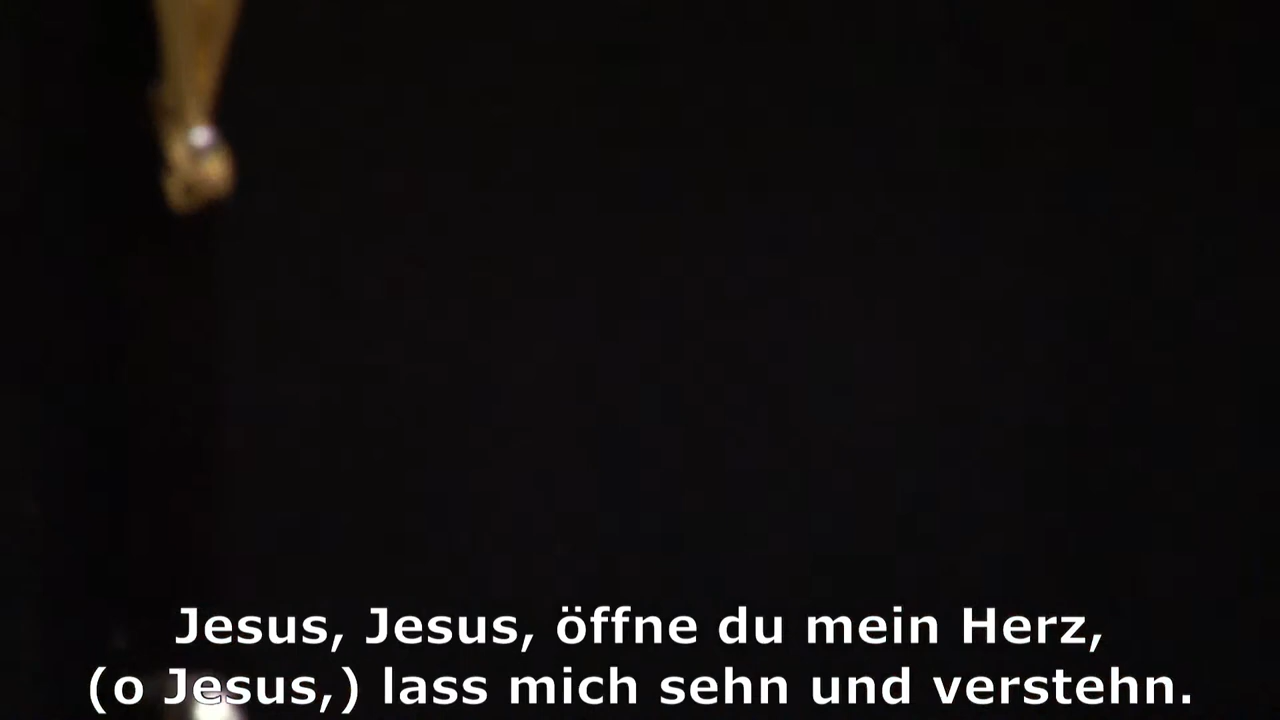 Jesus, Jesus, öffne du mein Herz,
(o Jesus,) lass mich sehn und verstehn.